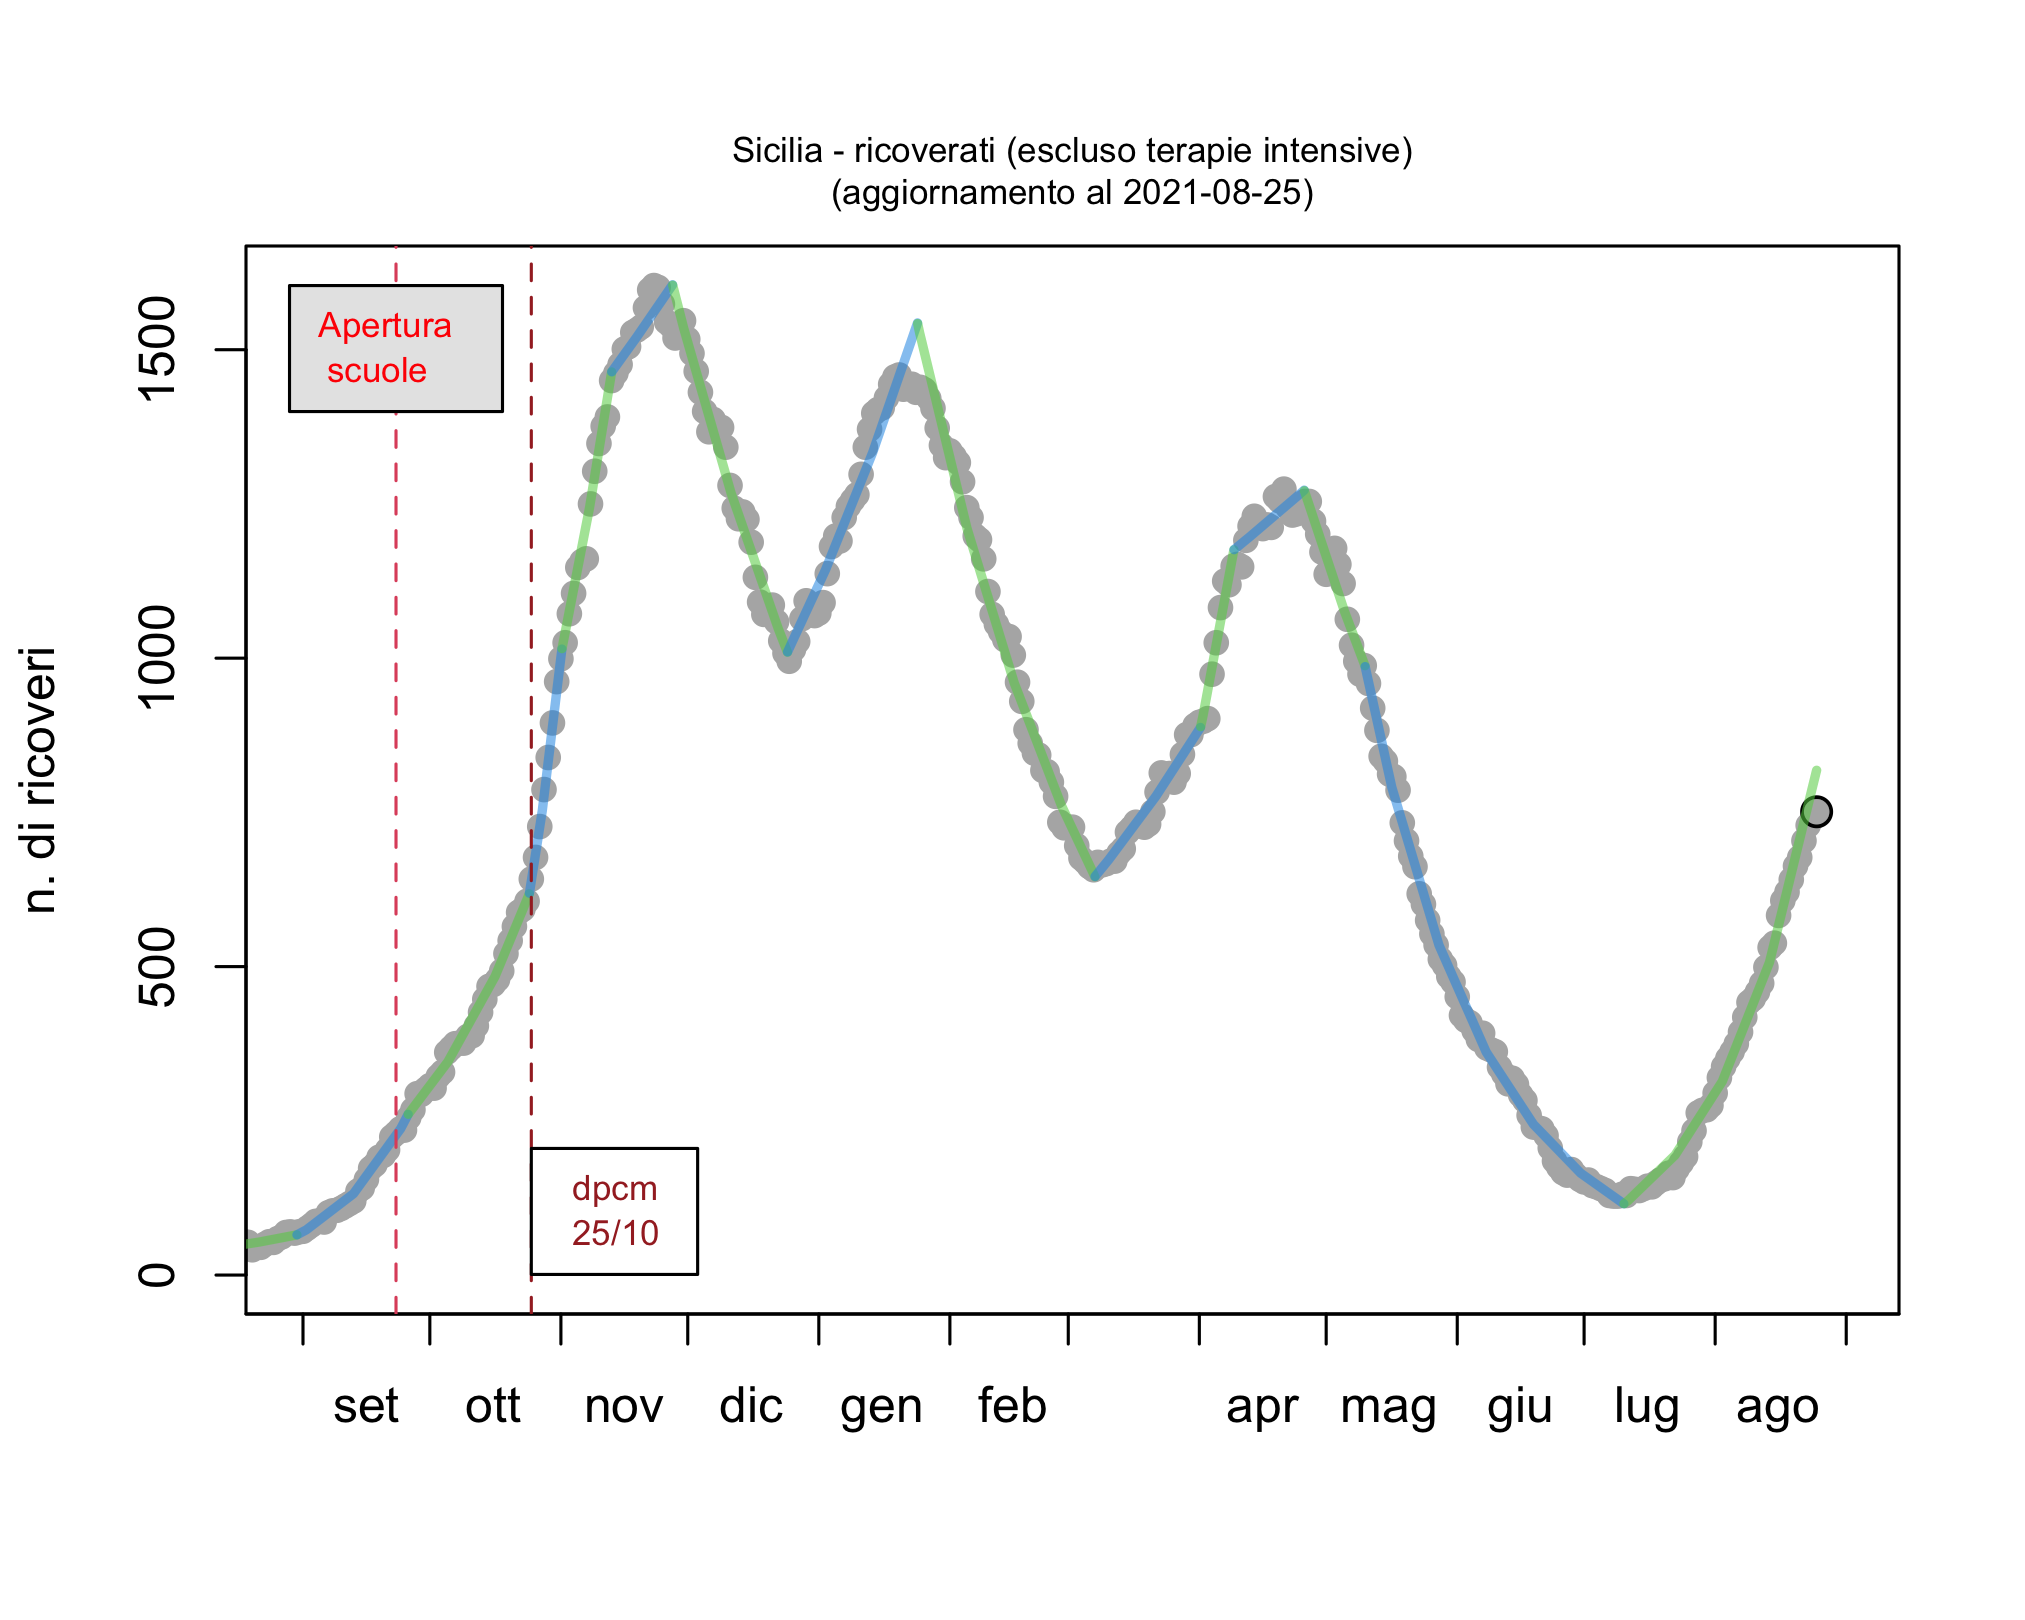 Sicilia - ricoverati (escluso terapie intensive)
(aggiornamento al 2021-08-25)
n. di ricoveri
1500
1000
500
0
Apertura
scuole
dpcm
25/10
set ott nov dic gen feb apr mag giu lug ago